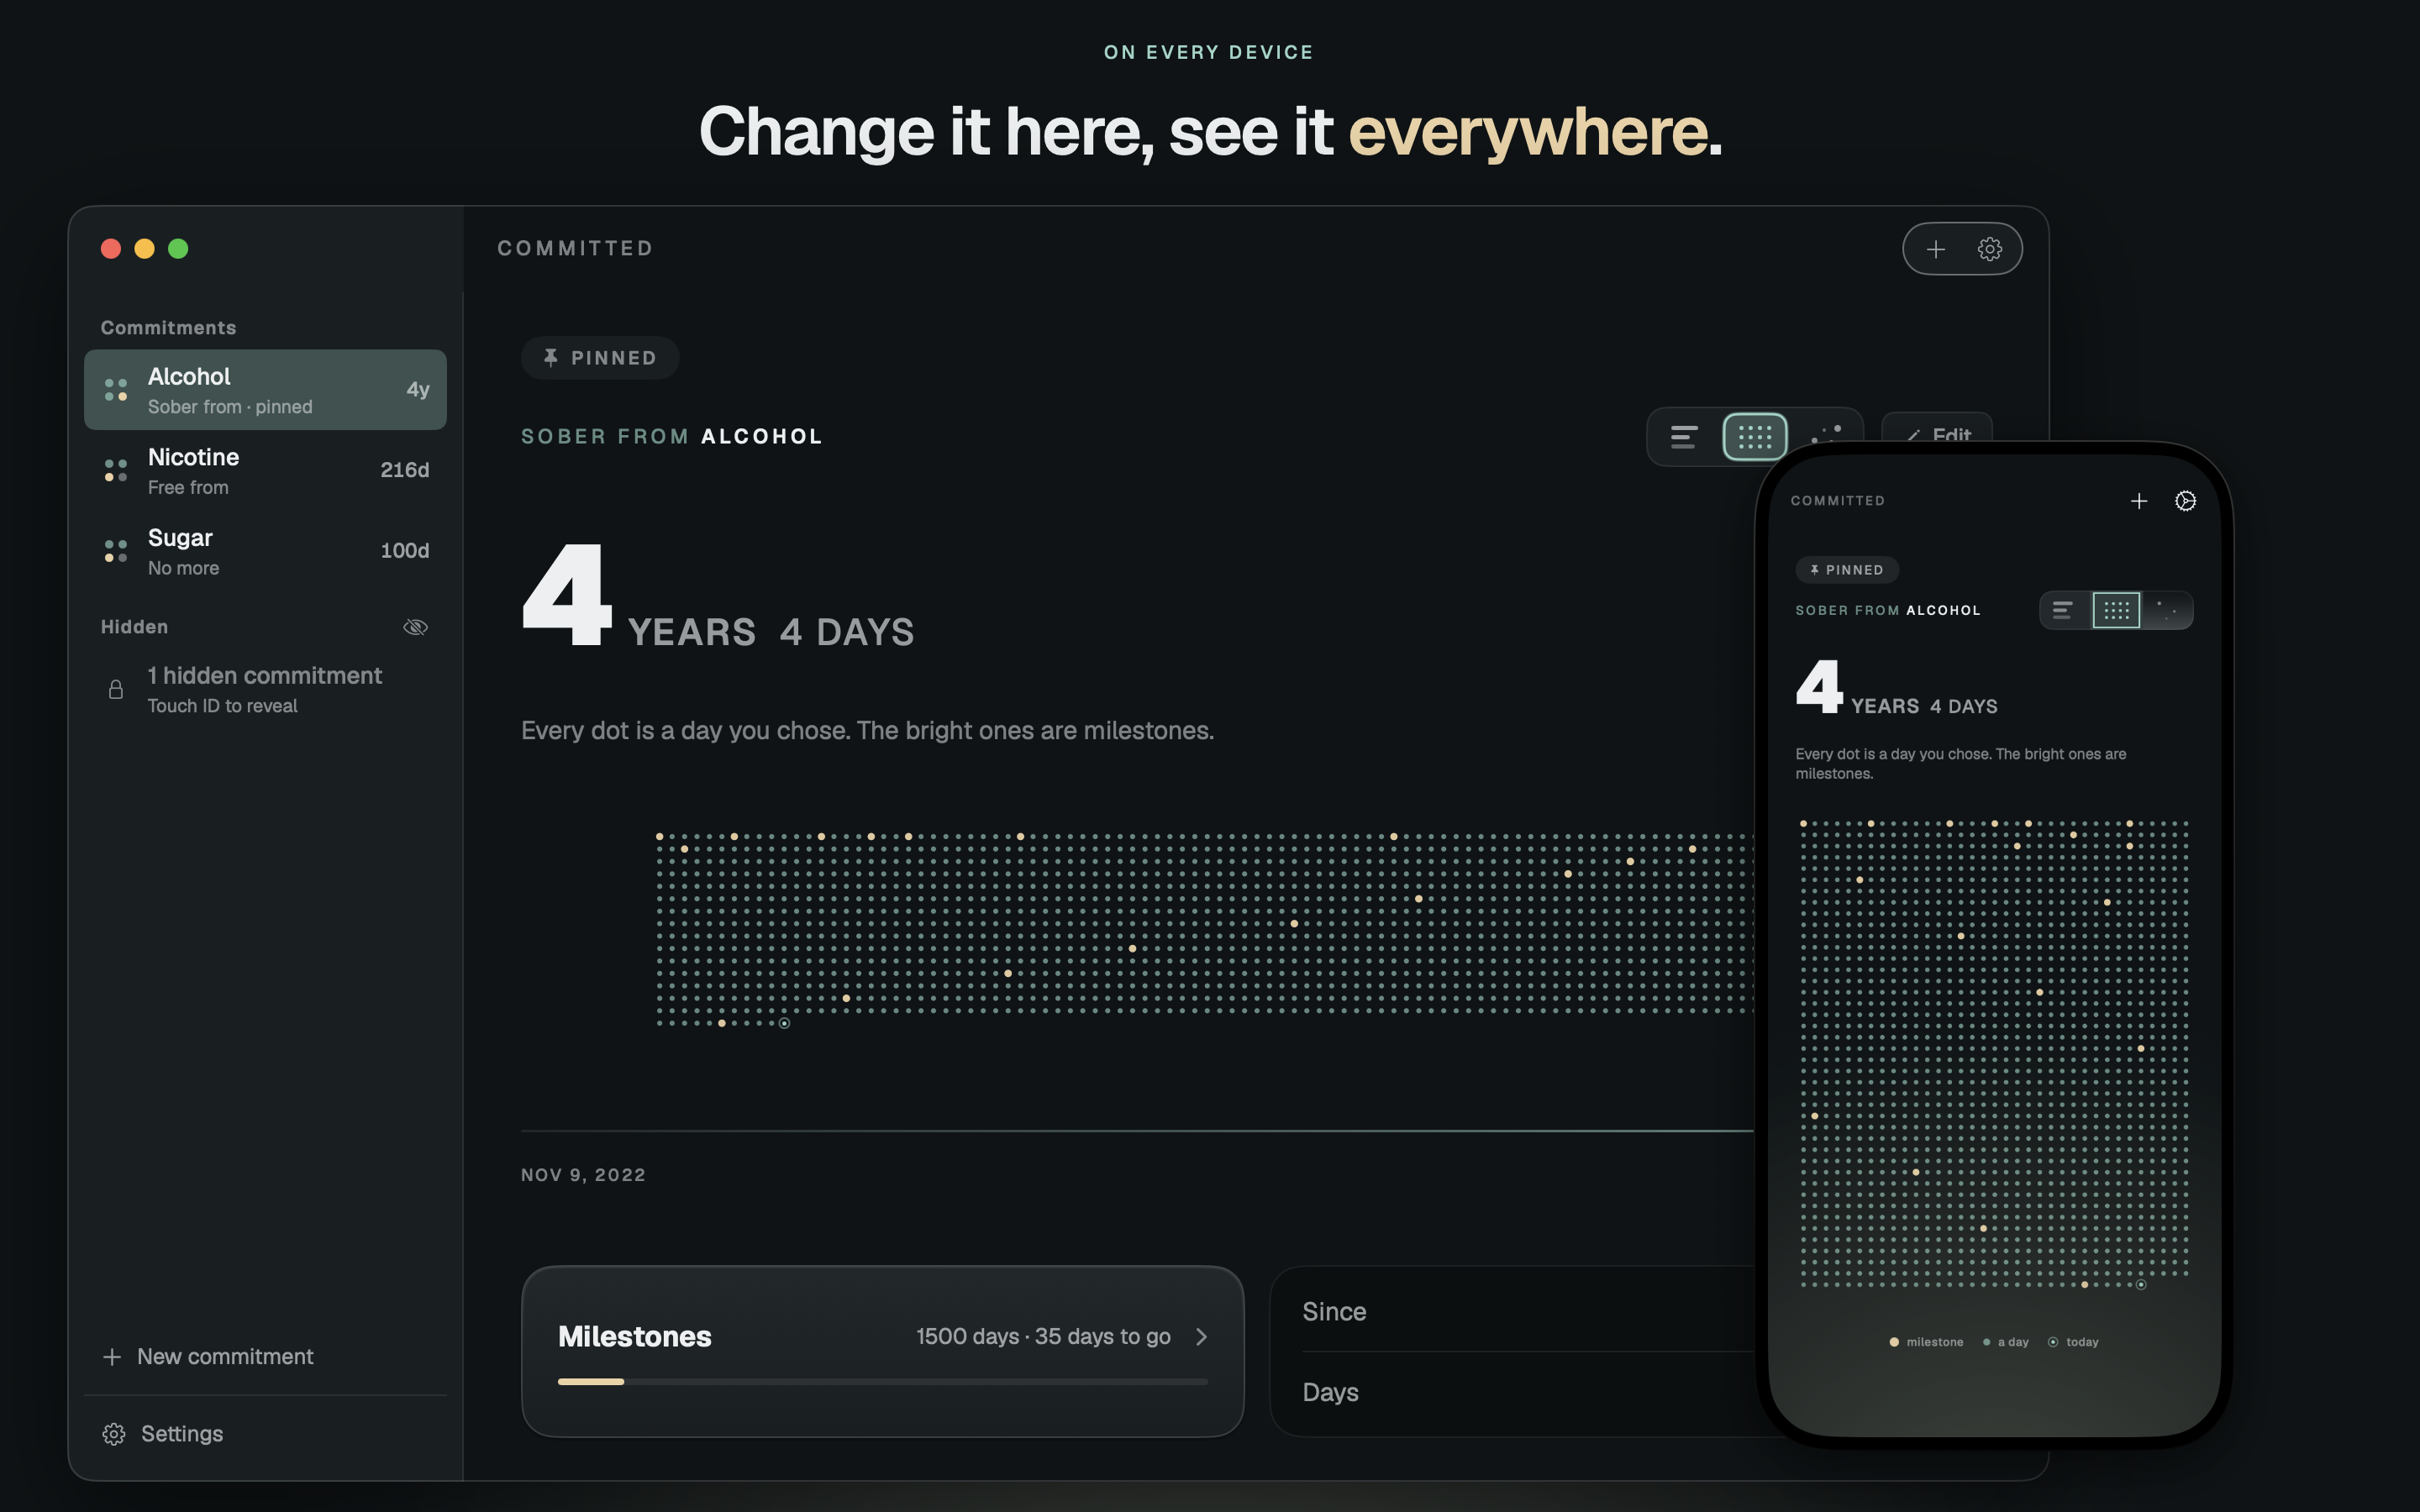 ON EVERY DEVICE
Change it here, see it everywhere.
COMMITTED
Commitments
Alcohol
Sober from · pinned
4y
Nicotine
Free from
216d
Sugar
No more
100d
Hidden
1 hidden commitment
Touch ID to reveal
New commitment
Settings
PINNED
SOBER FROM ALCOHOL
Edit
4 YEARS 4 DAYS
Every dot is a day you chose. The bright ones are milestones.
NOV 9, 2022
Milestones
1500 days · 35 days to go
Since
Days
COMMITTED
PINNED
SOBER FROM ALCOHOL
4 YEARS 4 DAYS
Every dot is a day you chose. The bright ones are
milestones.
milestone a day today